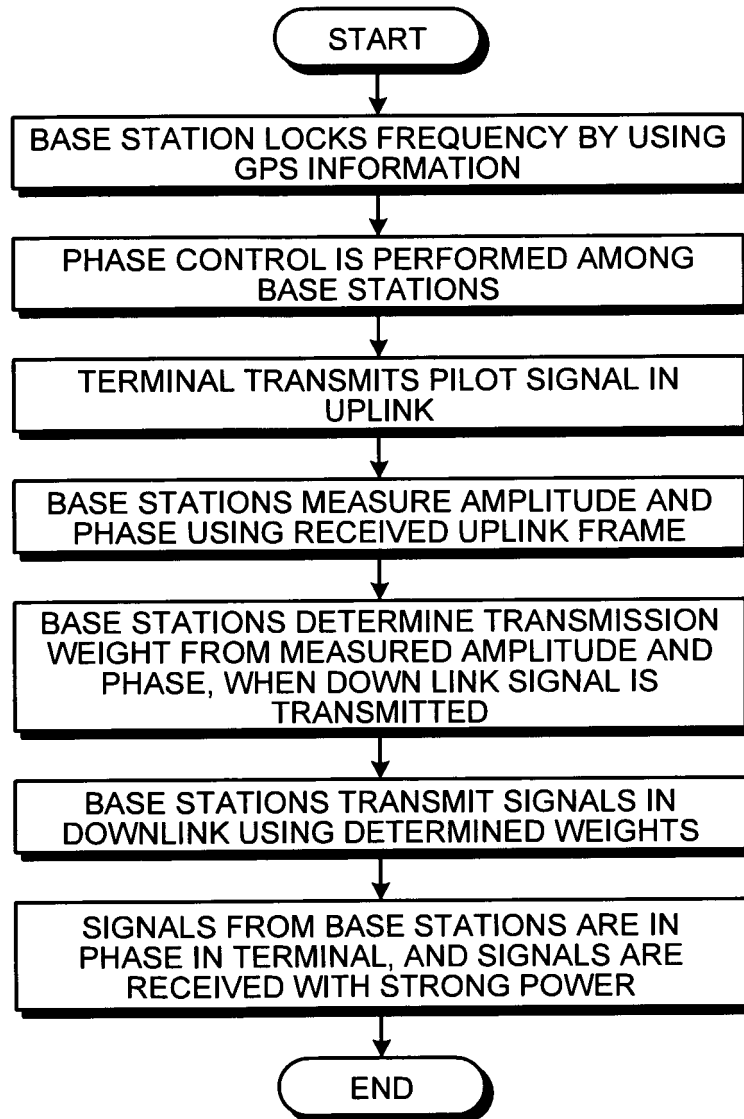 START
BASE STATION LOCKS FREQUENCY BY USING
GPS INFORMATION
PHASE CONTROL IS PERFORMED AMONG
BASE STATIONS
TERMINAL TRANSMITS PILOT SIGNAL IN
UPLINK
BASE STATIONS MEASURE AMPLITUDE AND
PHASE USING RECEIVED UPLINK FRAME
BASE STATIONS DETERMINE TRANSMISSION
WEIGHT FROM MEASURED AMPLITUDE AND
PHASE, WHEN DOWN LINK SIGNAL IS
TRANSMITTED
BASE STATIONS TRANSMIT SIGNALS IN
DOWNLINK USING DETERMINED WEIGHTS
SIGNALS FROM BASE STATIONS ARE IN
PHASE IN TERMINAL, AND SIGNALS ARE
RECEIVED WITH STRONG POWER
END